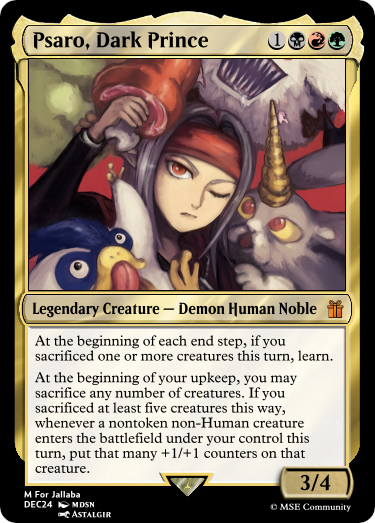 Psaro, Dark Prince 1
Legendary Creature — Demon Human Noble
At the beginning of each end step, if you
sacrificed one or more creatures this turn, learn.
At the beginning of your upkeep, you may
sacrifice any number of creatures. If you
sacrificed at least five creatures this way,
whenever a nontoken non-Human creature
enters the battlefield under your control this
turn, put that many +1/+1 counters on that
creature.
3/4
M For Jallaba
DEC24 MDSN
Astalgir
© MSE Community